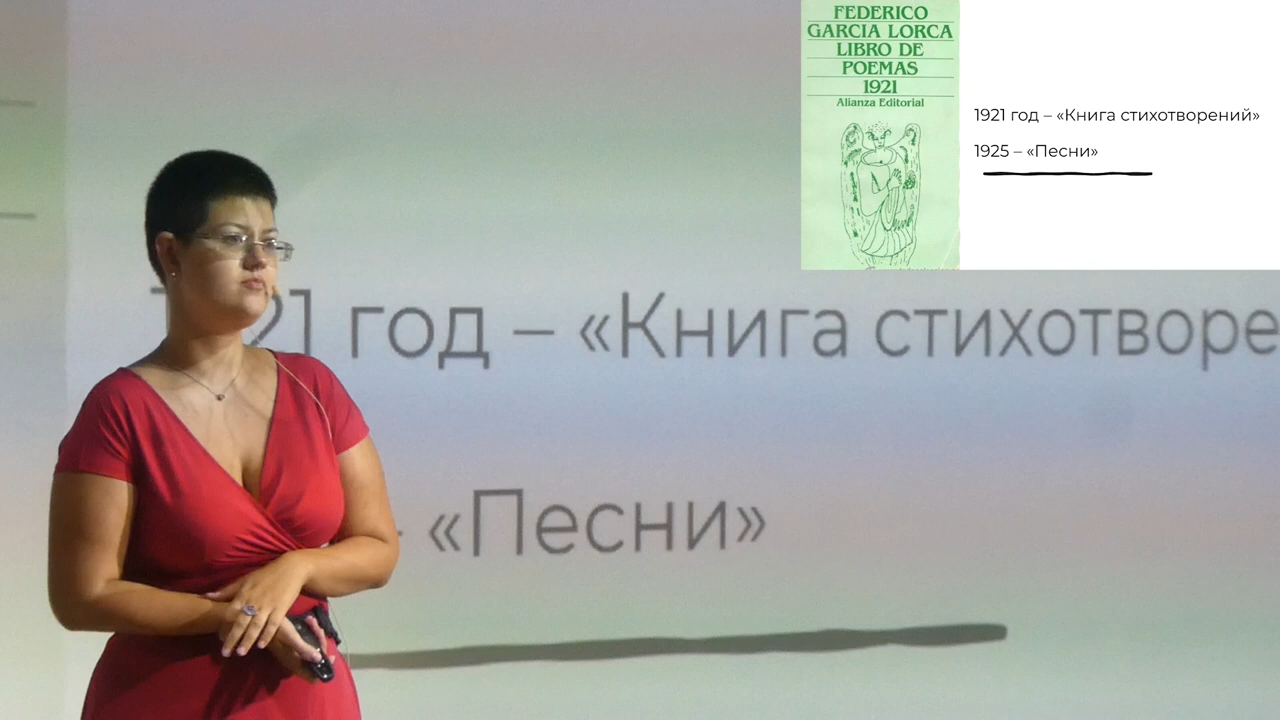 FEDERICO
GARCIA LORCA
LIBRO DE
POEMAS
1921
Alianza Editorial
1921 год – «Книга стихотворений»
1925 – «Песни»
21 год – «Книга стихотворе
– «Песни»